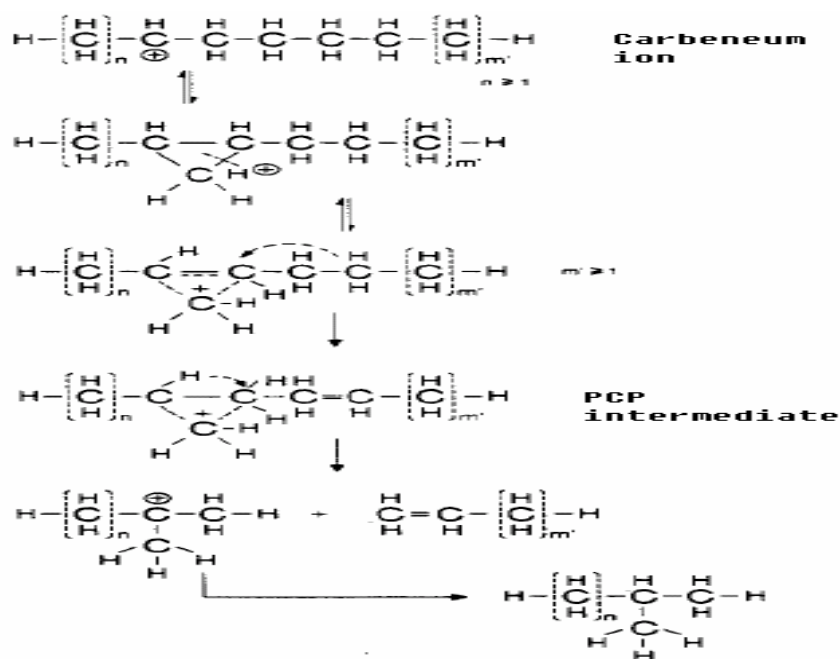 H H H H H H H
H–[C]–C–C–C–C–C–[C]–H Carbeneum
H n ⊕ H H H H H m' ion
n ≥ 1
H H H H H H
H–[C]–C–C–C–C–[C]–H
H n H H H m'
C H ⊕
H H
H H H H
H–[C]–C=C–C–C–[C]–H m' ≥ 1
H n H H H H m'
+
C–H
H H
H H H H H H
H–[C]–C–C–C=C–[C]–H PCP
H n H H m' intermediate
+
C–H
H H
H ⊕ H H H
H–[C]–C–C–H + C=C–[C]–H
H n H H H H m'
C
H H H
H H H
H–[C]–C–C–H
H n H
C
H H
H